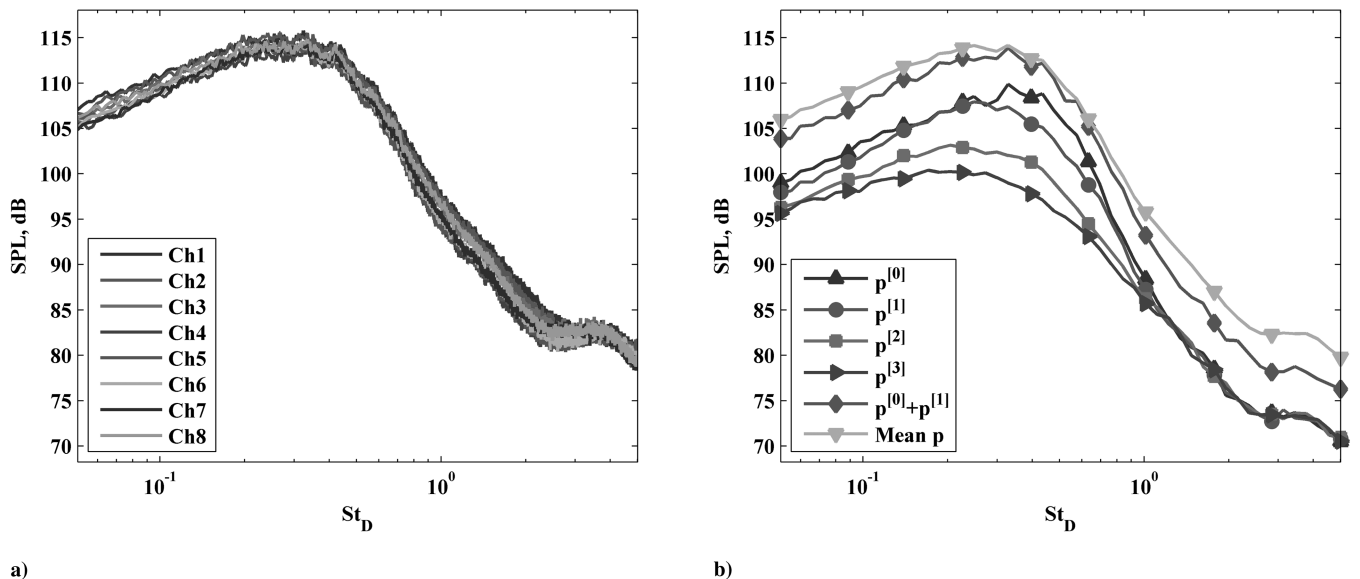 115
110
105
100
95
90
85
80
75
70
SPL, dB
Ch1
Ch2
Ch3
Ch4
Ch5
Ch6
Ch7
Ch8
10^-1
10^0
St_D
a)
115
110
105
100
95
90
85
80
75
70
SPL, dB
p^[0]
p^[1]
p^[2]
p^[3]
p^[0]+p^[1]
Mean p
10^-1
10^0
St_D
b)